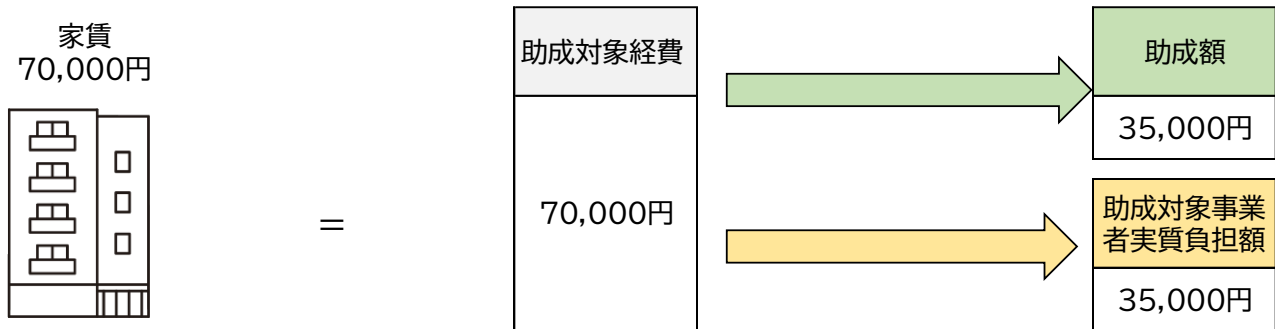 家賃
70,000円
=
助成対象経費
70,000円
助成額
35,000円
助成対象事業
者実質負担額
35,000円